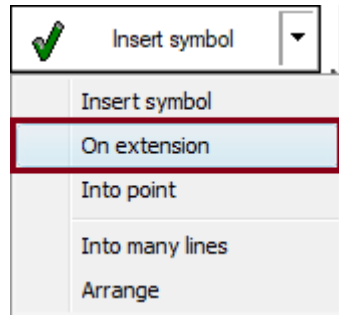 Insert symbol
Insert symbol
On extension
Into point
Into many lines
Arrange